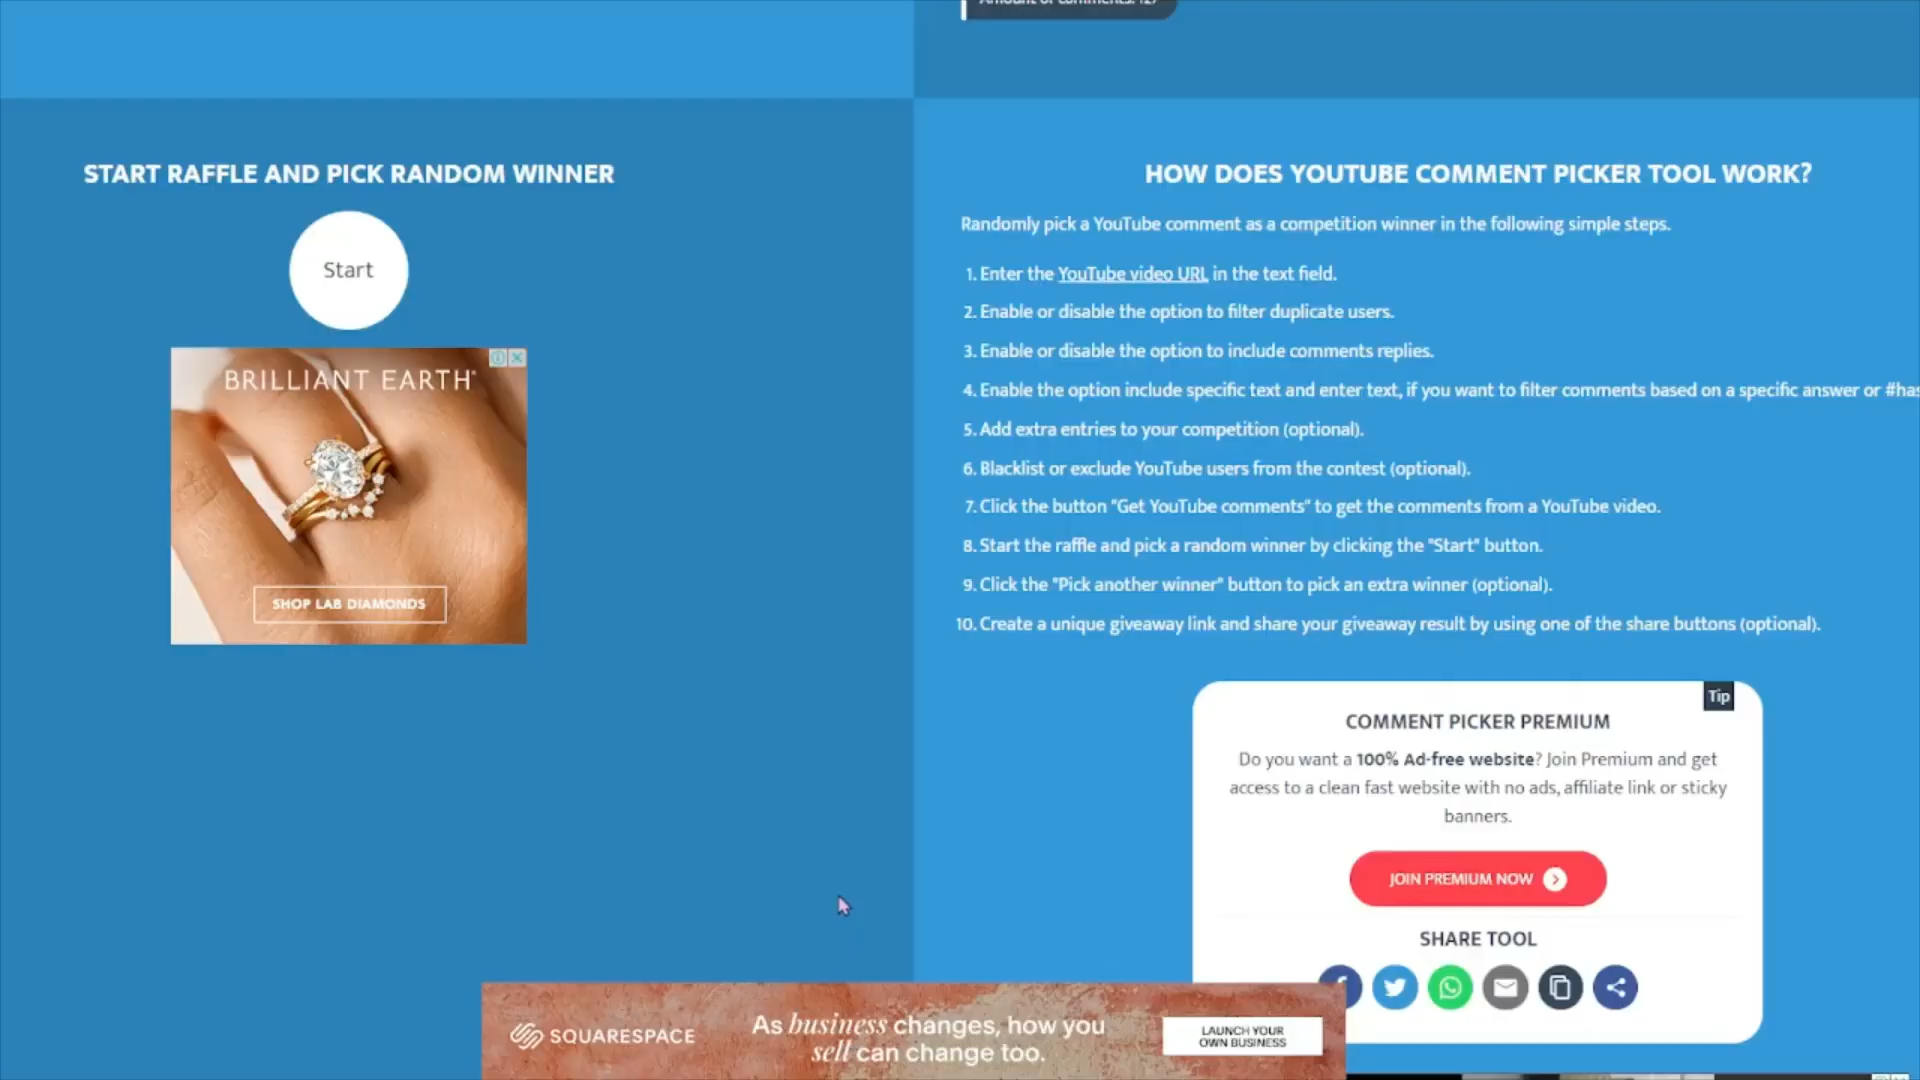 Amount of comments: 127
START RAFFLE AND PICK RANDOM WINNER
Start
BRILLIANT EARTH
SHOP LAB DIAMONDS
HOW DOES YOUTUBE COMMENT PICKER TOOL WORK?
Randomly pick a YouTube comment as a competition winner in the following simple steps.
1. Enter the YouTube video URL in the text field.
2. Enable or disable the option to filter duplicate users.
3. Enable or disable the option to include comments replies.
4. Enable the option include specific text and enter text, if you want to filter comments based on a specific answer or #has
5. Add extra entries to your competition (optional).
6. Blacklist or exclude YouTube users from the contest (optional).
7. Click the button "Get YouTube comments" to get the comments from a YouTube video.
8. Start the raffle and pick a random winner by clicking the "Start" button.
9. Click the "Pick another winner" button to pick an extra winner (optional).
10. Create a unique giveaway link and share your giveaway result by using one of the share buttons (optional).
Tip
COMMENT PICKER PREMIUM
Do you want a 100% Ad-free website? Join Premium and get
access to a clean fast website with no ads, affiliate link or sticky
banners.
JOIN PREMIUM NOW
SHARE TOOL
SQUARESPACE
As business changes, how you
sell can change too.
LAUNCH YOUR
OWN BUSINESS